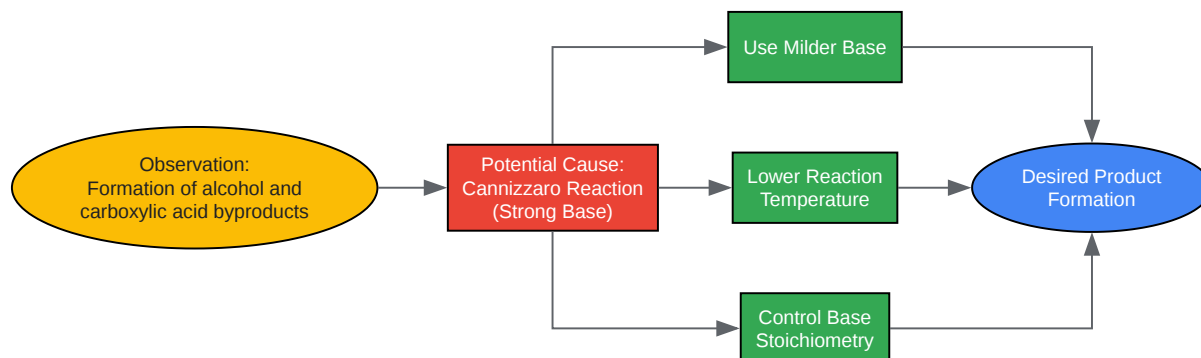 Observation:
Formation of alcohol and
carboxylic acid byproducts
Potential Cause:
Cannizzaro Reaction
(Strong Base)
Use Milder Base
Lower Reaction
Temperature
Control Base
Stoichiometry
Desired Product
Formation